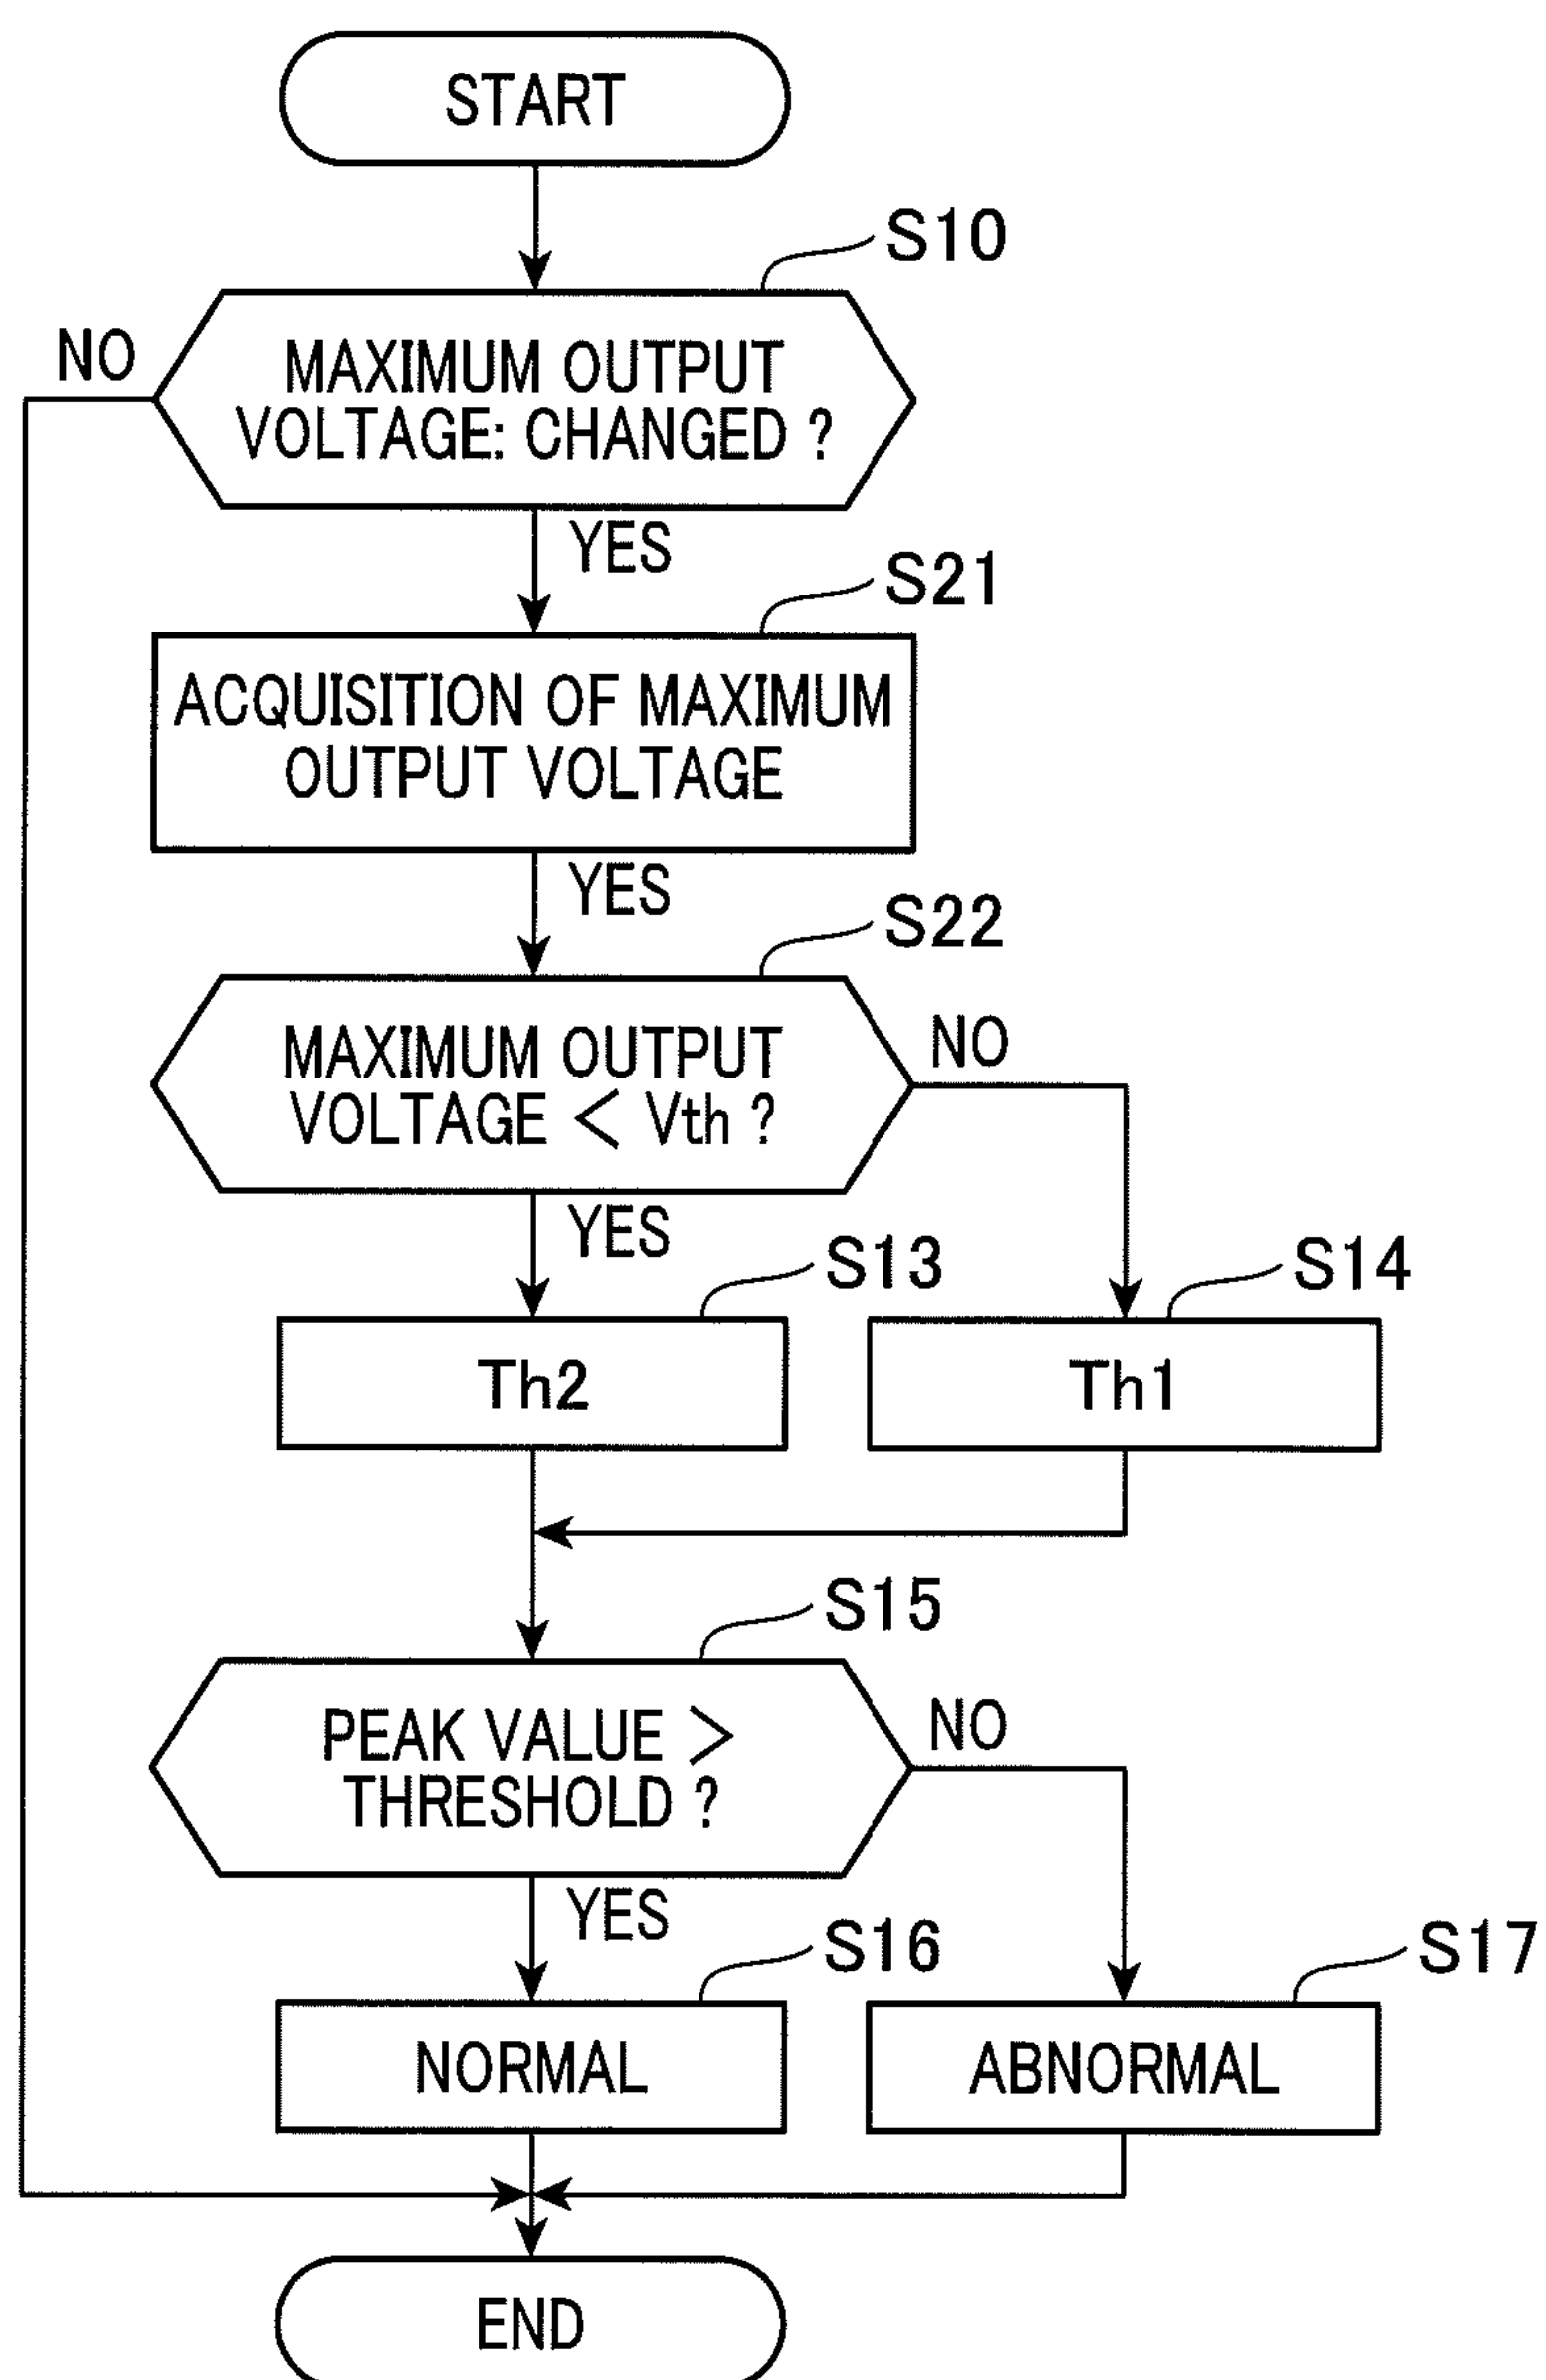 START
S10
NO
MAXIMUM OUTPUT
VOLTAGE: CHANGED ?
YES
S21
ACQUISITION OF MAXIMUM
OUTPUT VOLTAGE
YES
S22
MAXIMUM OUTPUT
VOLTAGE < Vth ?
NO
YES
S13
S14
Th2
Th1
S15
PEAK VALUE >
THRESHOLD ?
NO
YES
S16
S17
NORMAL
ABNORMAL
END